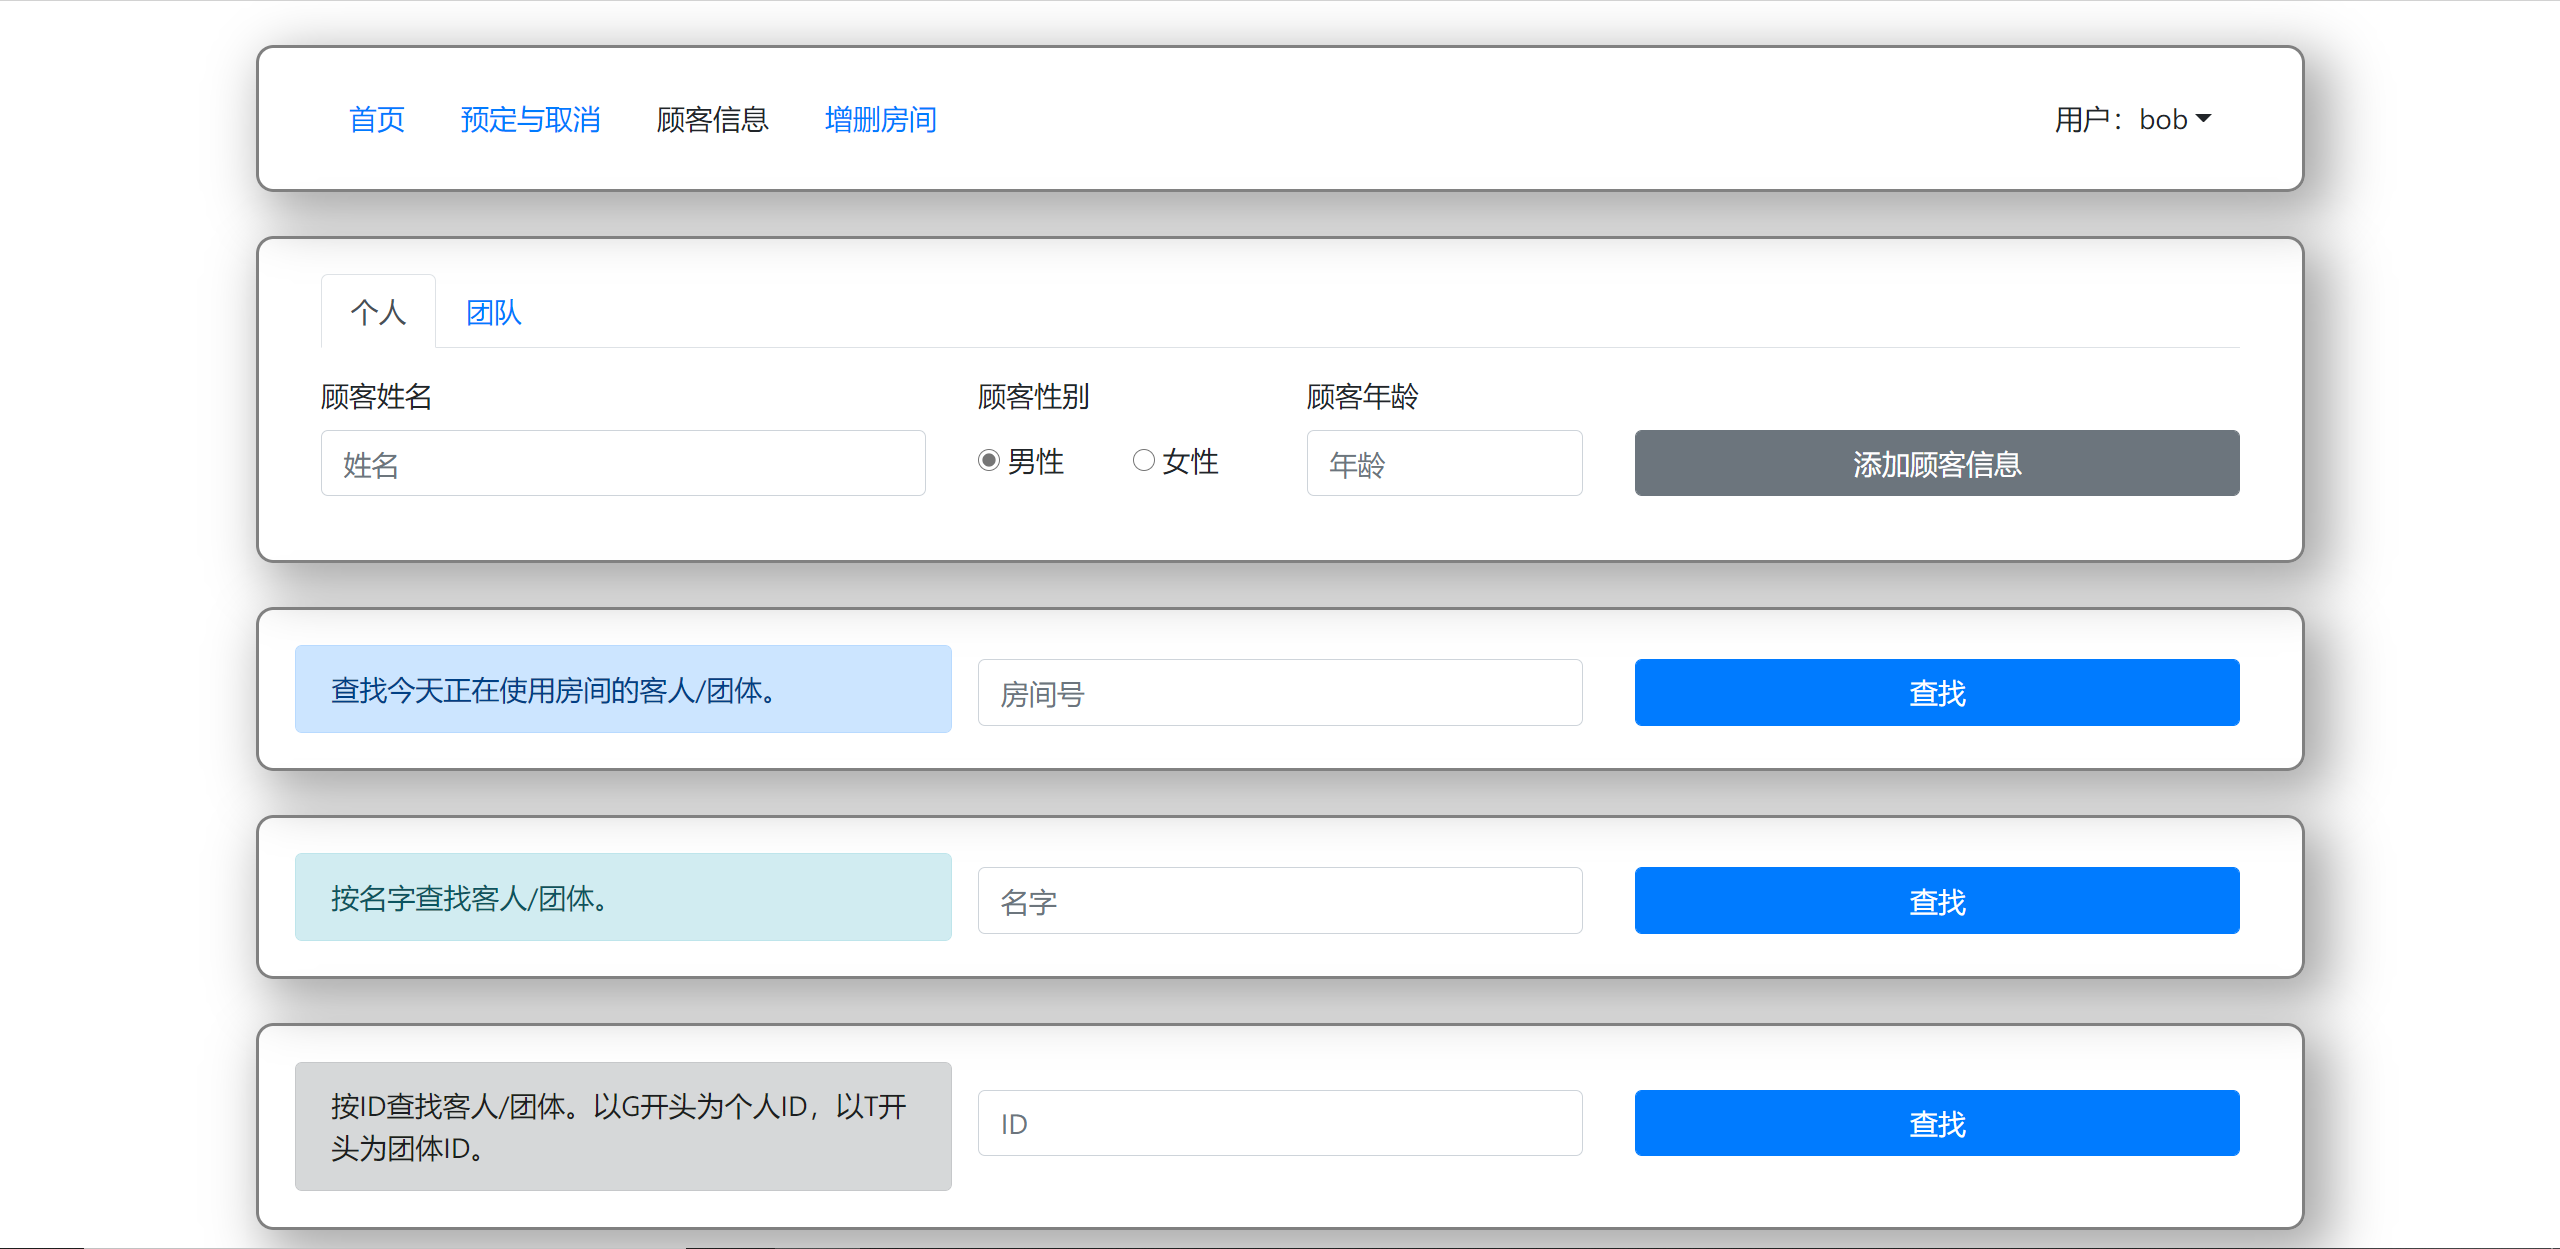 首页 预定与取消 顾客信息 增删房间 用户：bob
个人 团队
顾客姓名 顾客性别 顾客年龄
姓名 男性 女性 年龄 添加顾客信息
查找今天正在使用房间的客人/团体。 房间号 查找
按名字查找客人/团体。 名字 查找
按ID查找客人/团体。以G开头为个人ID，以T开
头为团体ID。
ID 查找